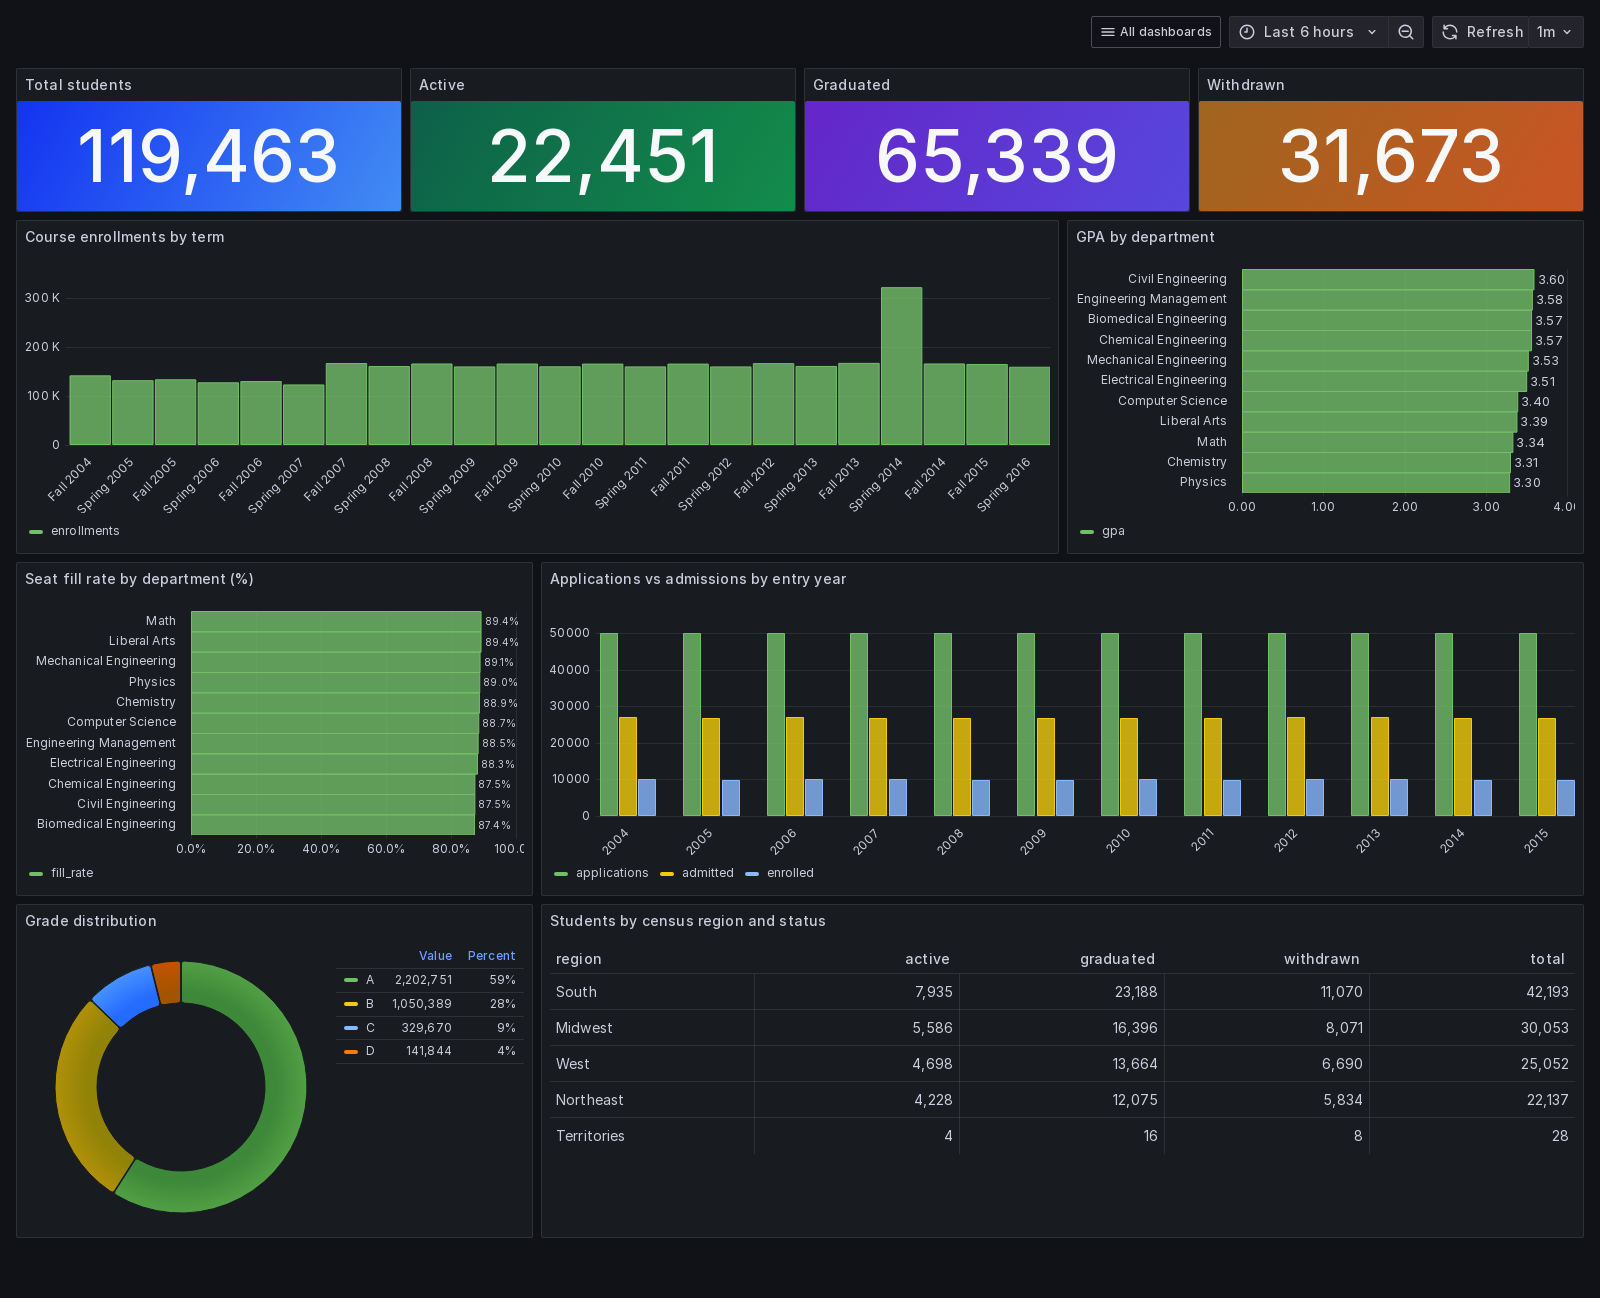 All dashboards
Last 6 hours
Refresh
1m
Total students
Active
Graduated
Withdrawn
119,463
22,451
65,339
31,673
Course enrollments by term
300 K
200 K
100 K
0
Fall 2004
Spring 2005
Fall 2005
Spring 2006
Fall 2006
Spring 2007
Fall 2007
Spring 2008
Fall 2008
Spring 2009
Fall 2009
Spring 2010
Fall 2010
Spring 2011
Fall 2011
Spring 2012
Fall 2012
Spring 2013
Fall 2013
Spring 2014
Fall 2014
Fall 2015
Spring 2016
enrollments
GPA by department
Civil Engineering 3.60
Engineering Management 3.58
Biomedical Engineering 3.57
Chemical Engineering 3.57
Mechanical Engineering 3.53
Electrical Engineering 3.51
Computer Science 3.40
Liberal Arts 3.39
Math 3.34
Chemistry 3.31
Physics 3.30
0.00 1.00 2.00 3.00 4.00
gpa
Seat fill rate by department (%)
Math 89.4%
Liberal Arts 89.4%
Mechanical Engineering 89.1%
Physics 89.0%
Chemistry 88.9%
Computer Science 88.7%
Engineering Management 88.5%
Electrical Engineering 88.3%
Chemical Engineering 87.5%
Civil Engineering 87.5%
Biomedical Engineering 87.4%
0.0% 20.0% 40.0% 60.0% 80.0% 100.0
fill_rate
Applications vs admissions by entry year
50000
40000
30000
20000
10000
0
2004 2005 2006 2007 2008 2009 2010 2011 2012 2013 2014 2015
applications admitted enrolled
Grade distribution
Value Percent
A 2,202,751 59%
B 1,050,389 28%
C 329,670 9%
D 141,844 4%
Students by census region and status
region active graduated withdrawn total
South 7,935 23,188 11,070 42,193
Midwest 5,586 16,396 8,071 30,053
West 4,698 13,664 6,690 25,052
Northeast 4,228 12,075 5,834 22,137
Territories 4 16 8 28